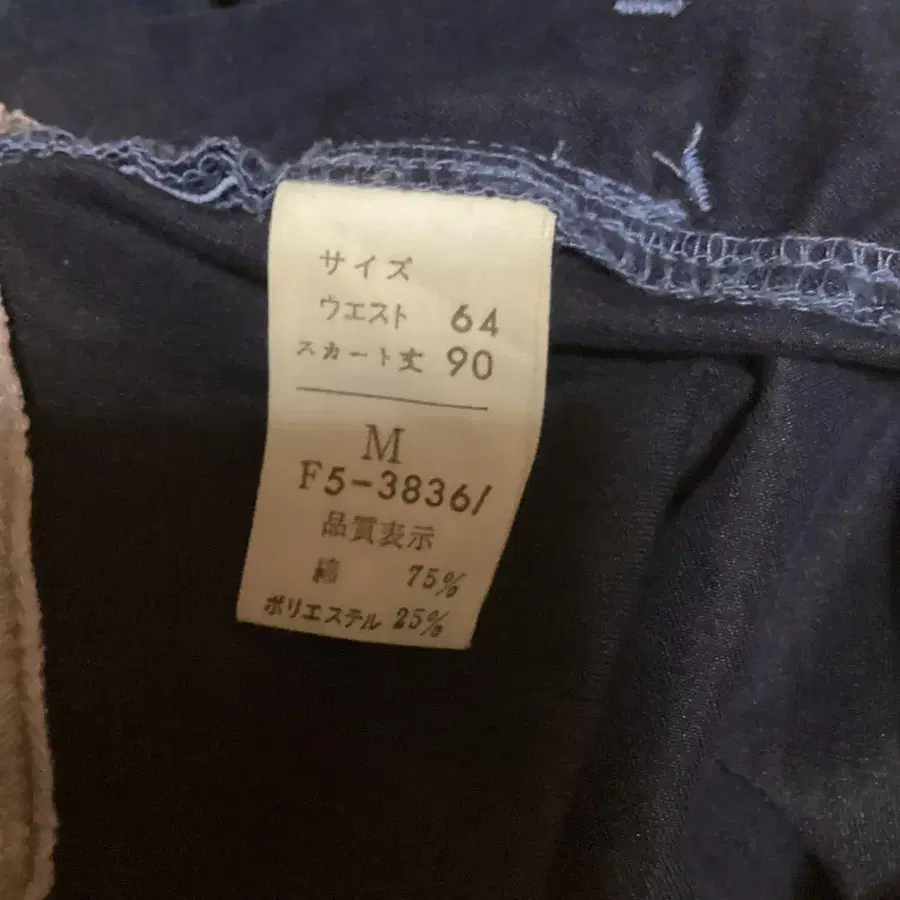 サイズ
ウエスト 64
スカート丈 90
M
F5-3836/
品質表示
綿 75%
ポリエステル 25%